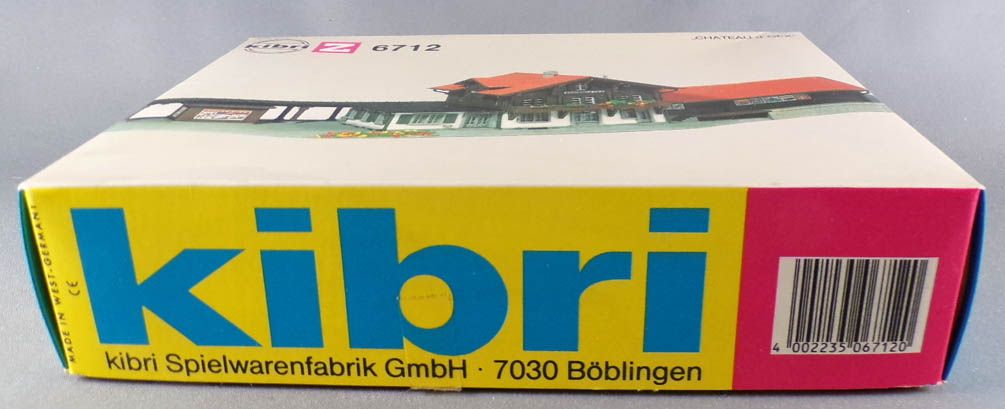 kibri Z 6712
„CHATEAU d'OEX"
MADE IN WEST-GERMANY
CE
kibri
kibri Spielwarenfabrik GmbH · 7030 Böblingen
4 002235 067120